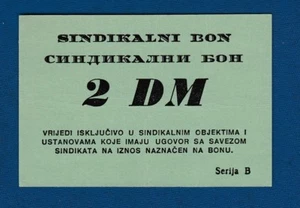 SINDIKALNI BON
СИНДИКАЛНИ БОН
2 DM
VRIJEDI ISKLJUČIVO U SINDIKALNIM OBJEKTIMA I
USTANOVAMA KOJE IMAJU UGOVOR SA SAVEZOM
SINDIKATA NA IZNOS NAZNAČEN NA BONU.
Serija B